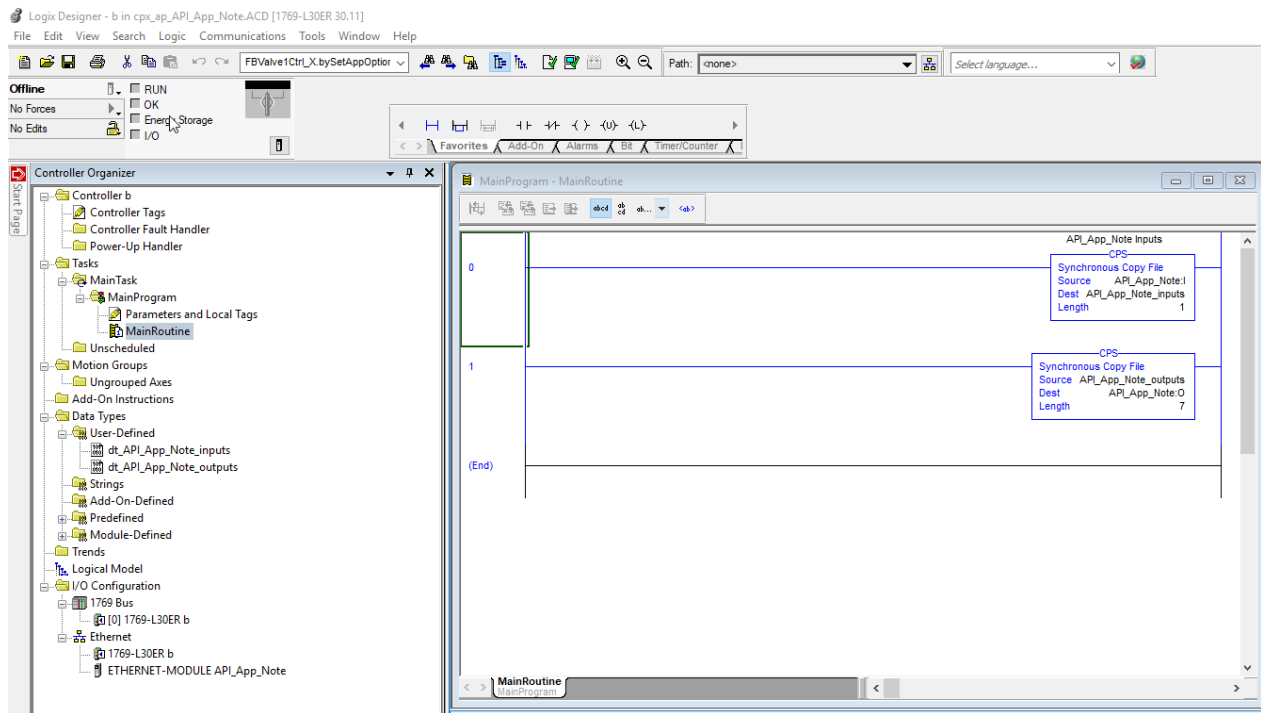 Logix Designer - b in cpx_ap_API_App_Note.ACD [1769-L30ER 30.11]
File Edit View Search Logic Communications Tools Window Help
FBValve1Ctrl_X.bySetAppOption
Path: <none>
Select language...
Offline
RUN
No Forces
OK
Energy Storage
No Edits
I/O
Favorites Add-On Alarms Bit Timer/Counter
Start Page
Controller Organizer
Controller b
Controller Tags
Controller Fault Handler
Power-Up Handler
Tasks
MainTask
MainProgram
Parameters and Local Tags
MainRoutine
Unscheduled
Motion Groups
Ungrouped Axes
Add-On Instructions
Data Types
User-Defined
dt_API_App_Note_inputs
dt_API_App_Note_outputs
Strings
Add-On-Defined
Predefined
Module-Defined
Trends
Logical Model
I/O Configuration
1769 Bus
[0] 1769-L30ER b
Ethernet
1769-L30ER b
ETHERNET-MODULE API_App_Note
MainProgram - MainRoutine
abcd ab cd ab... <ab>
API_App_Note Inputs
0
CPS
Synchronous Copy File
Source API_App_Note:I
Dest API_App_Note_inputs
Length 1
1
CPS
Synchronous Copy File
Source API_App_Note_outputs
Dest API_App_Note:O
Length 7
(End)
MainRoutine
MainProgram